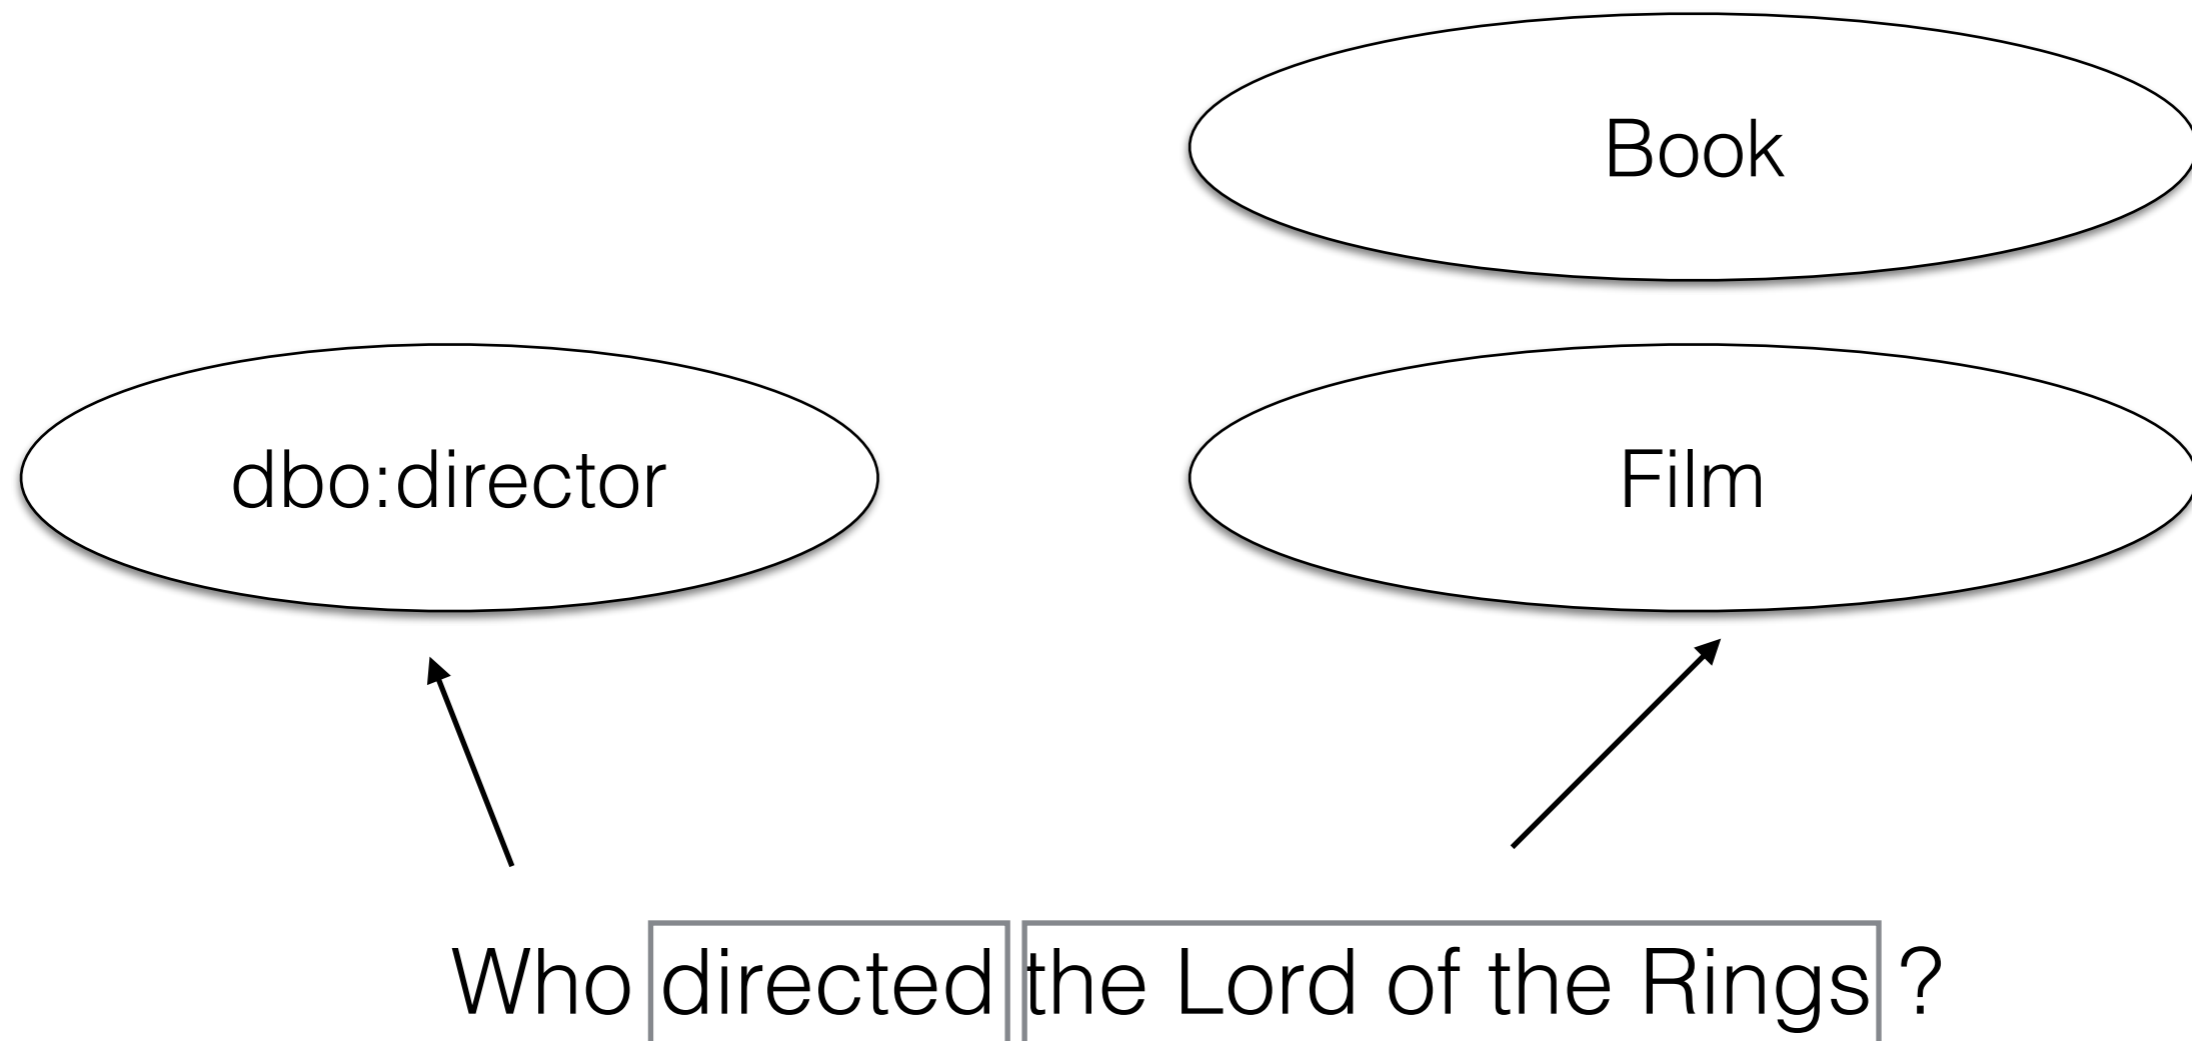 Book
dbo:director
Film
Who directed the Lord of the Rings ?